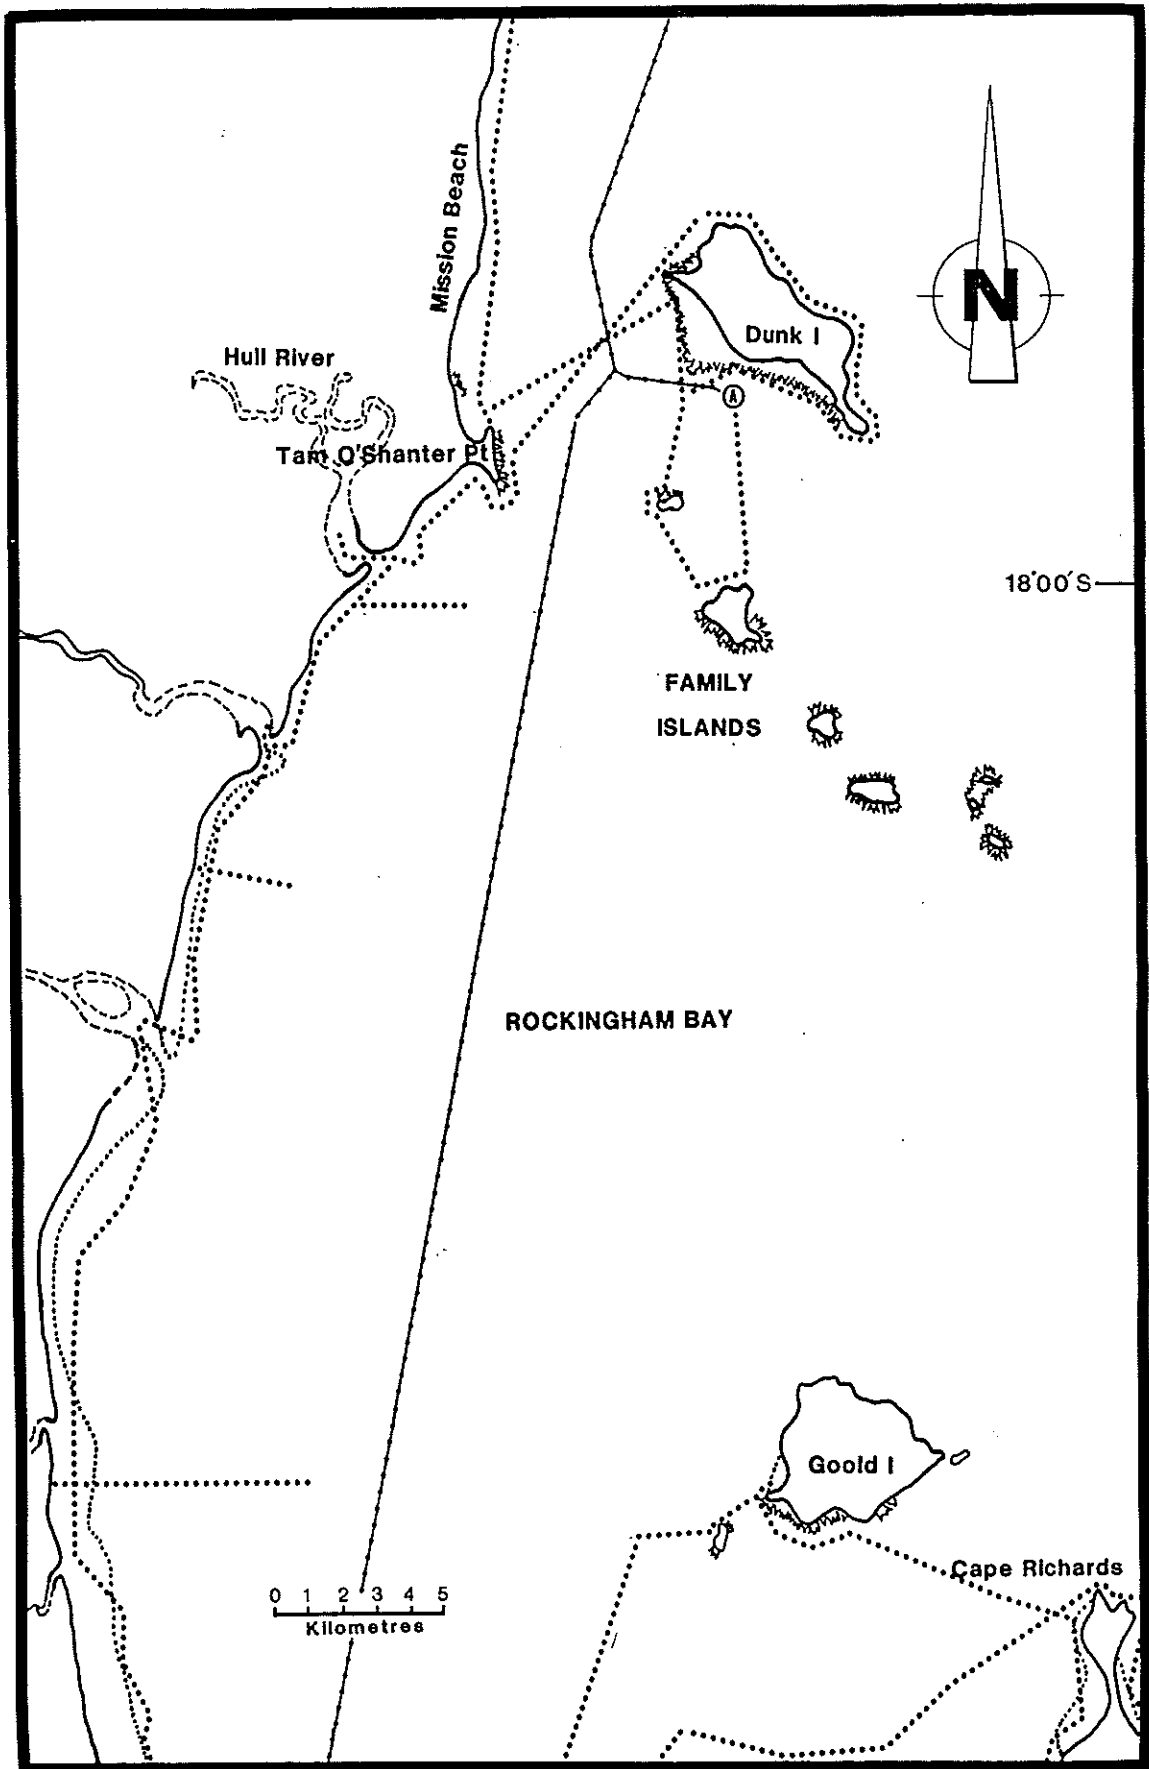 Mission Beach
N
Dunk I
Hull River
A
Tam O'Shanter Pt
18°00'S
FAMILY
ISLANDS
ROCKINGHAM BAY
Goold I
Cape Richards
0 1 2 3 4 5
Kilometres